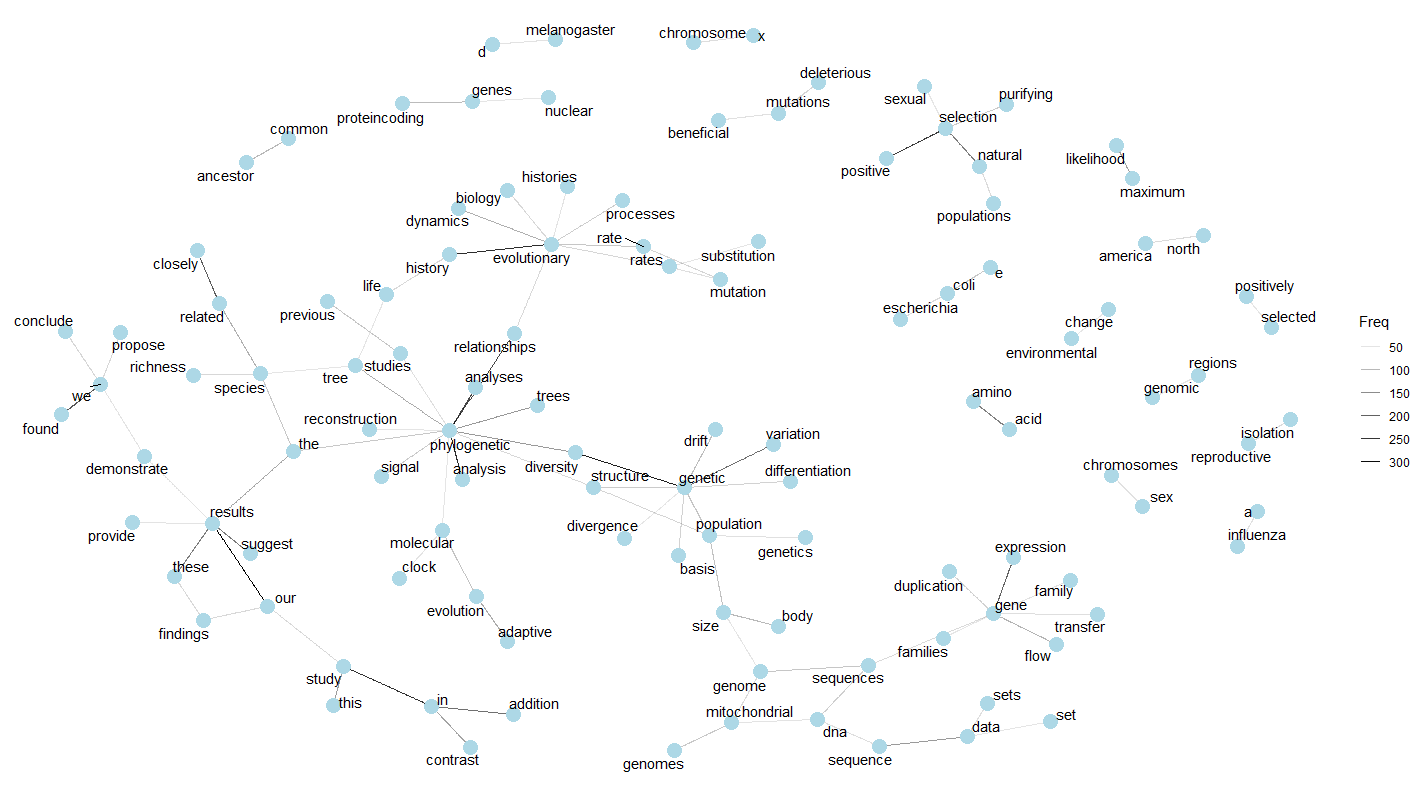 melanogaster
d
chromosome
x
deleterious
genes
mutations
sexual
purifying
proteincoding
nuclear
beneficial
selection
common
ancestor
positive
natural
likelihood
maximum
histories
biology
dynamics
processes
populations
rate
evolutionary
rates
substitution
history
mutation
america
north
closely
related
life
previous
escherichia
coli
e
positively
selected
Freq
50
100
150
200
250
300
change
environmental
conclude
propose
richness
species
tree
studies
relationships
analyses
trees
regions
genomic
we
found
reconstruction
the
phylogenetic
amino
acid
drift
variation
isolation
reproductive
demonstrate
signal
analysis
diversity
structure
genetic
differentiation
chromosomes
sex
results
provide
suggest
these
molecular
clock
divergence
population
basis
genetics
a
influenza
our
findings
evolution
adaptive
size
body
expression
duplication
family
gene
transfer
families
flow
study
this
in
addition
contrast
genome
sequences
mitochondrial
dna
genomes
sequence
sets
set
data